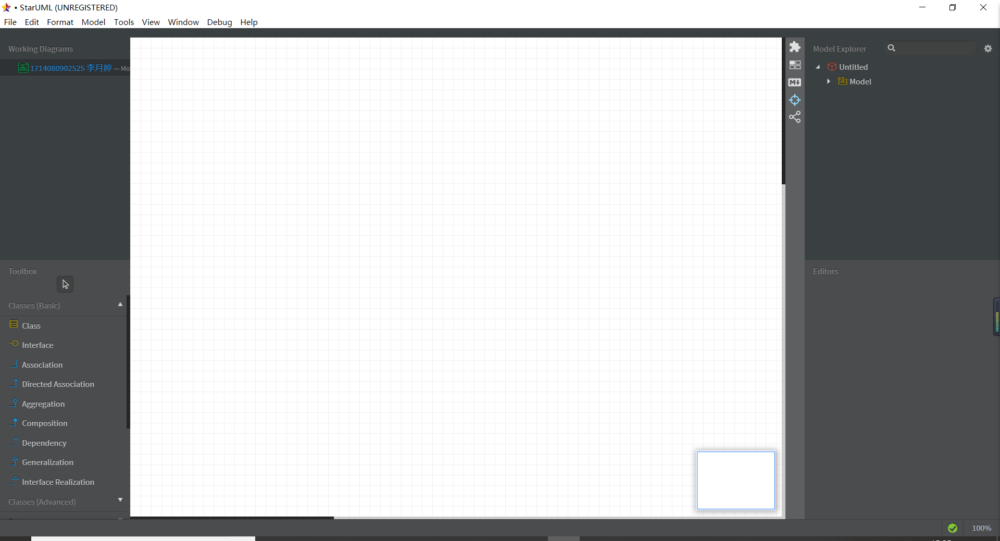 • StarUML (UNREGISTERED)
File Edit Format Model Tools View Window Debug Help
Working Diagrams
1714080902525 李月婷 — Mo
Toolbox
Classes (Basic)
Class
Interface
Association
Directed Association
Aggregation
Composition
Dependency
Generalization
Interface Realization
Classes (Advanced)
M
Model Explorer
Untitled
Model
Editors
100%